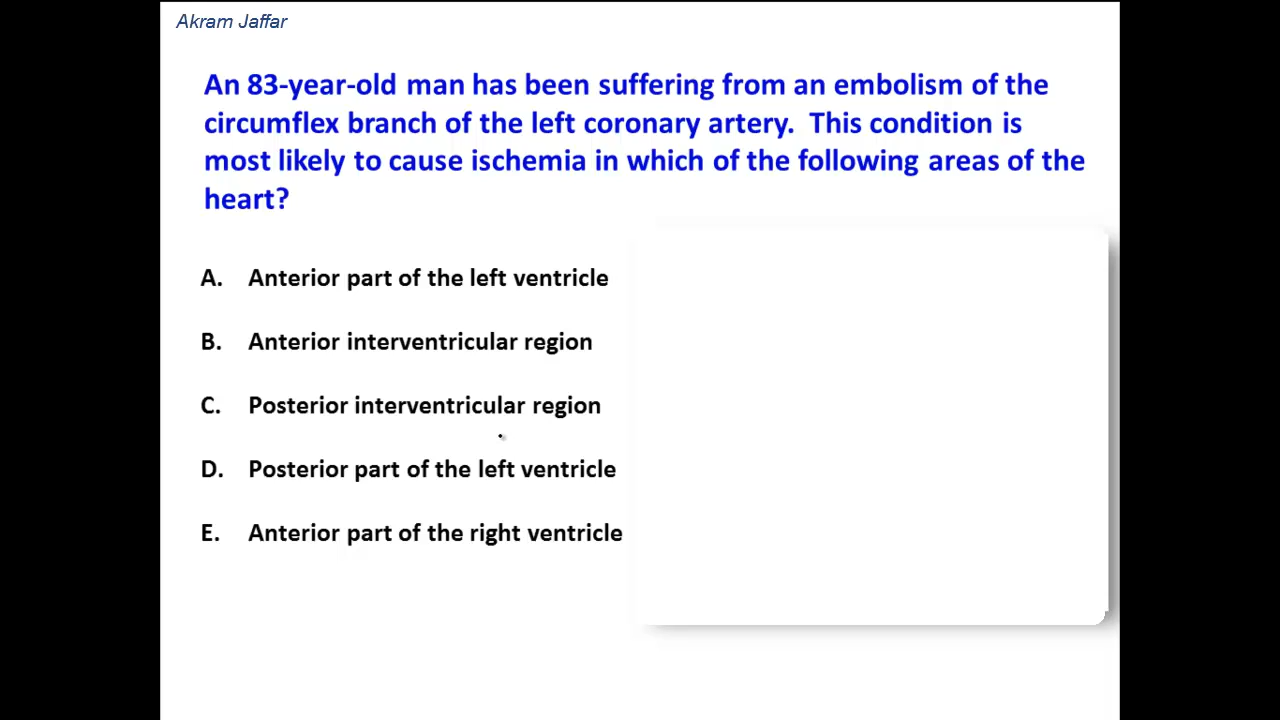 Akram Jaffar
An 83-year-old man has been suffering from an embolism of the
circumflex branch of the left coronary artery.  This condition is
most likely to cause ischemia in which of the following areas of the
heart?
A. Anterior part of the left ventricle
B. Anterior interventricular region
C. Posterior interventricular region
D. Posterior part of the left ventricle
E. Anterior part of the right ventricle